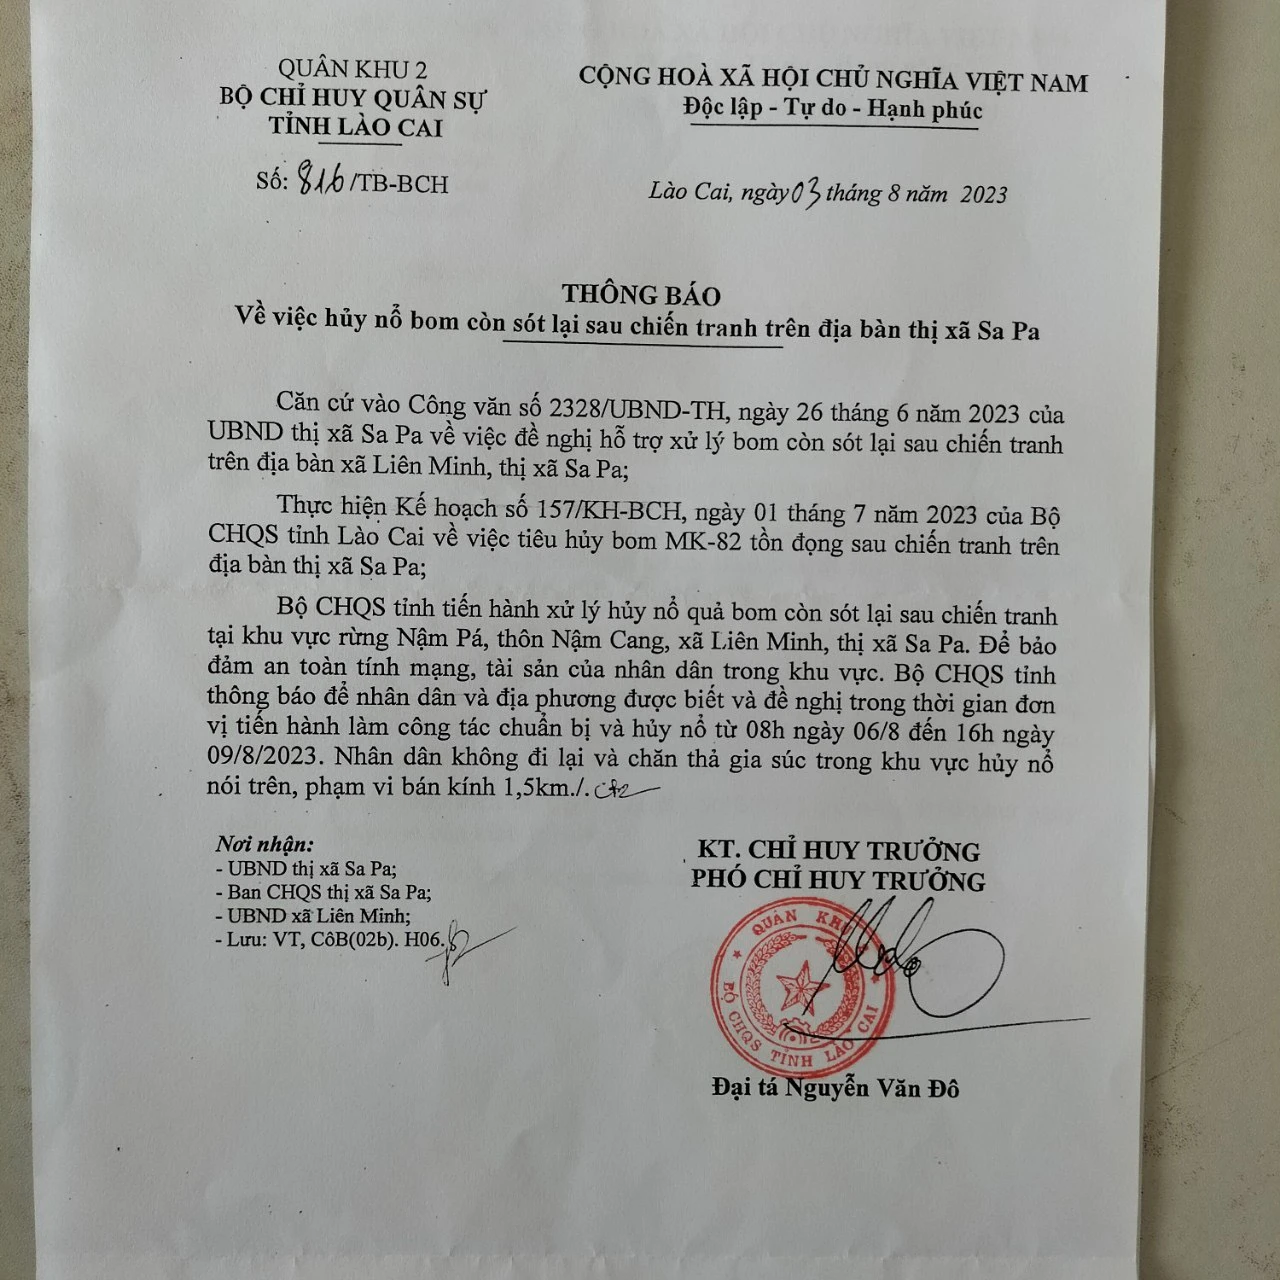 QUÂN KHU 2
BỘ CHỈ HUY QUÂN SỰ
TỈNH LÀO CAI
Số: 816/TB-BCH
CỘNG HOÀ XÃ HỘI CHỦ NGHĨA VIỆT NAM
Độc lập - Tự do - Hạnh phúc
Lào Cai, ngày 03 tháng 8 năm 2023
THÔNG BÁO
Về việc hủy nổ bom còn sót lại sau chiến tranh trên địa bàn thị xã Sa Pa
Căn cứ vào Công văn số 2328/UBND-TH, ngày 26 tháng 6 năm 2023 của
UBND thị xã Sa Pa về việc đề nghị hỗ trợ xử lý bom còn sót lại sau chiến tranh
trên địa bàn xã Liên Minh, thị xã Sa Pa;
Thực hiện Kế hoạch số 157/KH-BCH, ngày 01 tháng 7 năm 2023 của Bộ
CHQS tỉnh Lào Cai về việc tiêu hủy bom MK-82 tồn đọng sau chiến tranh trên
địa bàn thị xã Sa Pa;
Bộ CHQS tỉnh tiến hành xử lý hủy nổ quả bom còn sót lại sau chiến tranh
tại khu vực rừng Nậm Pá, thôn Nậm Cang, xã Liên Minh, thị xã Sa Pa. Để bảo
đảm an toàn tính mạng, tài sản của nhân dân trong khu vực. Bộ CHQS tỉnh
thông báo để nhân dân và địa phương được biết và đề nghị trong thời gian đơn
vị tiến hành làm công tác chuẩn bị và hủy nổ từ 08h ngày 06/8 đến 16h ngày
09/8/2023. Nhân dân không đi lại và chăn thả gia súc trong khu vực hủy nổ
nói trên, phạm vi bán kính 1,5km./.
Nơi nhận:
- UBND thị xã Sa Pa;
- Ban CHQS thị xã Sa Pa;
- UBND xã Liên Minh;
- Lưu: VT, CôB(02b). H06.
KT. CHỈ HUY TRƯỞNG
PHÓ CHỈ HUY TRƯỞNG
QUÂN KHU
BỘ CHQS TỈNH LÀO CAI
Đại tá Nguyễn Văn Đô